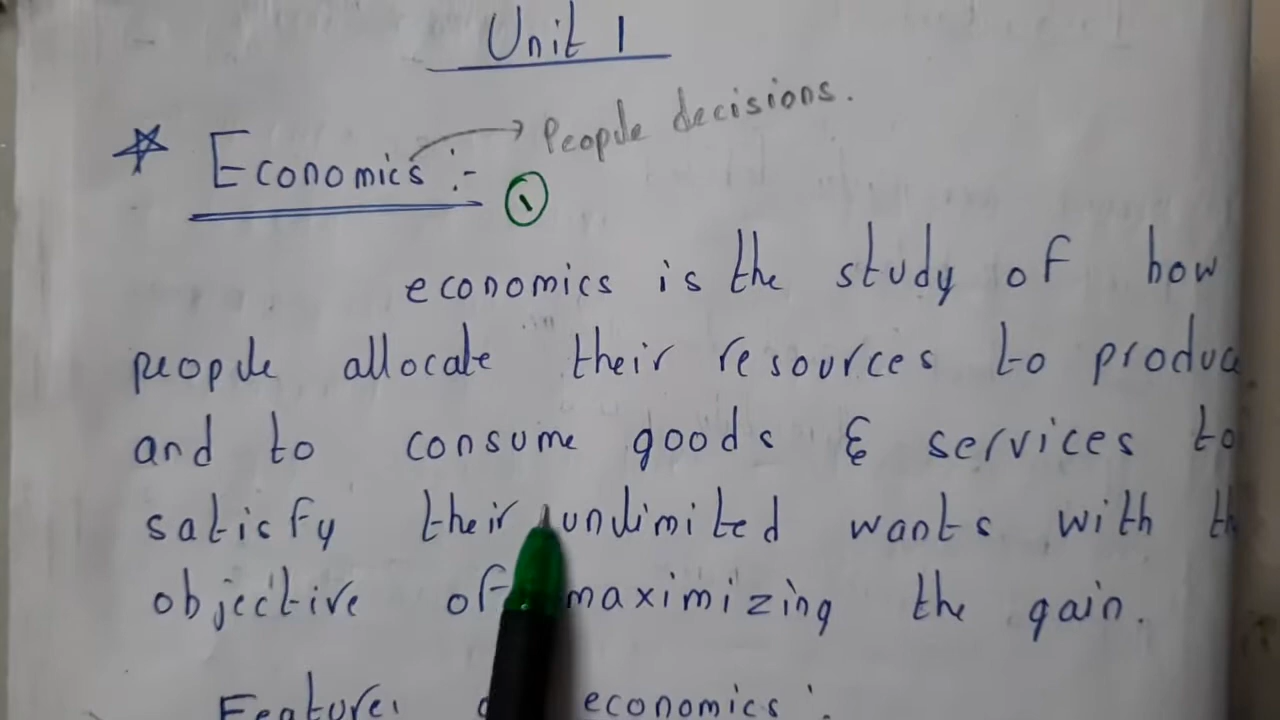 Unit 1
People decisions.
* Economics :-
1
economics is the study of how
people allocate their resources to produc
and to consume goods & services to
satisfy their unlimited wants with th
objective of maximizing the gain.
Features economics :